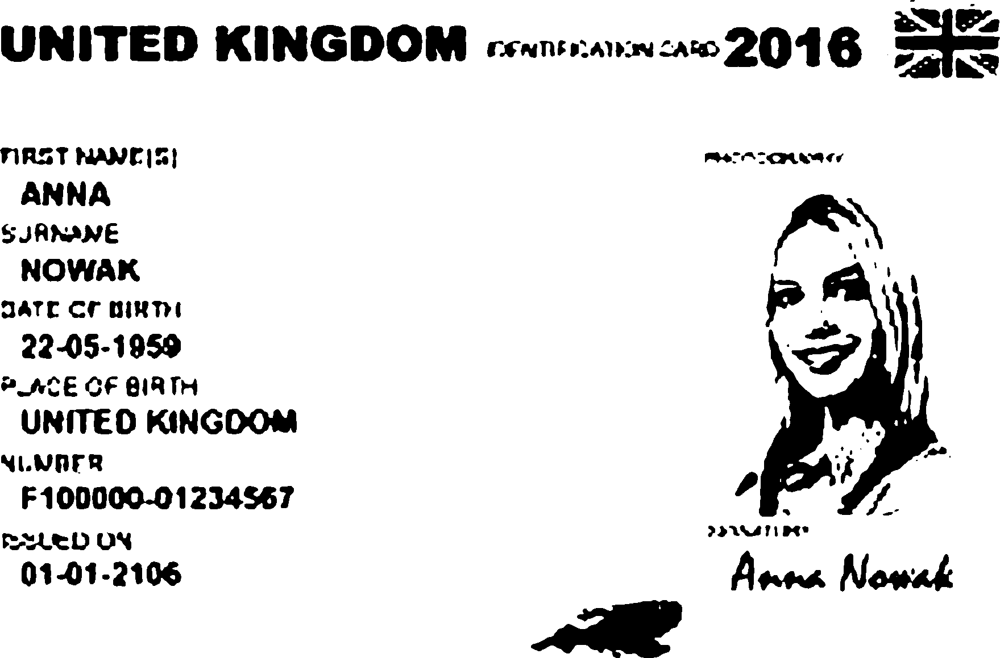 UNITED KINGDOM IDENTIFICATION CARD 2016
FIRST NAME(S)
ANNA
SURNAME
NOWAK
DATE OF BIRTH
22-05-1959
PLACE OF BIRTH
UNITED KINGDOM
NUMBER
F100000-01234567
ISSUED ON
01-01-2106
PHOTOGRAPHY
SIGNATURE
Anna Nowak